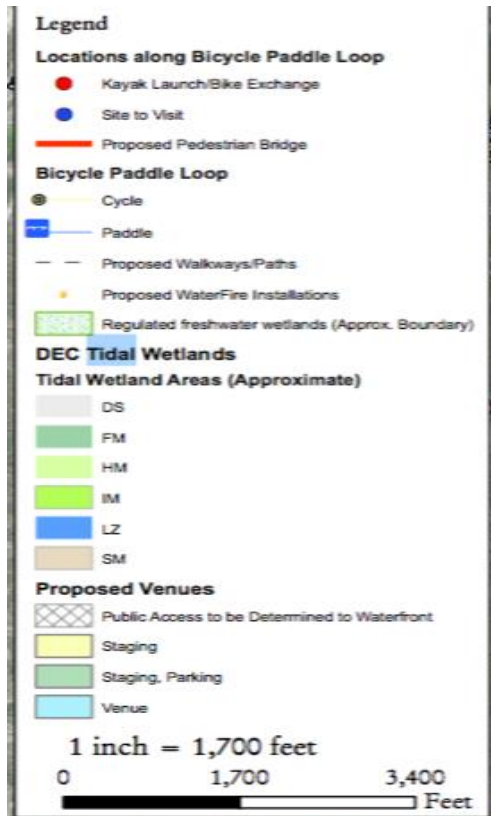 Legend
Locations along Bicycle Paddle Loop
Kayak Launch/Bike Exchange
Site to Visit
Proposed Pedestrian Bridge
Bicycle Paddle Loop
Cycle
Paddle
Proposed Walkways/Paths
Proposed WaterFire Installations
Regulated freshwater wetlands (Approx. Boundary)
DEC Tidal Wetlands
Tidal Wetland Areas (Approximate)
DS
FM
HM
IM
LZ
SM
Proposed Venues
Public Access to be Determined to Waterfront
Staging
Staging, Parking
Venue
1 inch = 1,700 feet
0 1,700 3,400
Feet